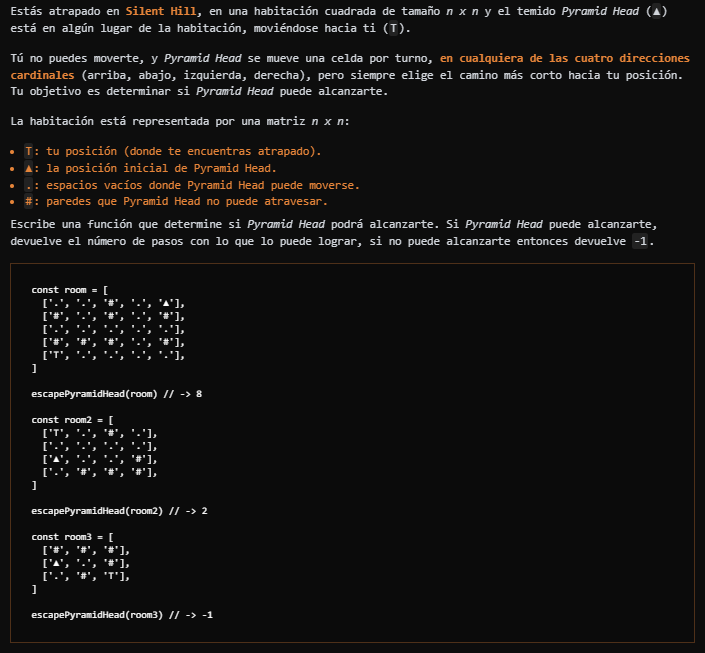 Estás atrapado en Silent Hill, en una habitación cuadrada de tamaño n x n y el temido Pyramid Head (▲)
está en algún lugar de la habitación, moviéndose hacia ti (T).
Tú no puedes moverte, y Pyramid Head se mueve una celda por turno, en cualquiera de las cuatro direcciones
cardinales (arriba, abajo, izquierda, derecha), pero siempre elige el camino más corto hacia tu posición.
Tu objetivo es determinar si Pyramid Head puede alcanzarte.
La habitación está representada por una matriz n x n:
• T: tu posición (donde te encuentras atrapado).
• ▲: la posición inicial de Pyramid Head.
• .: espacios vacíos donde Pyramid Head puede moverse.
• #: paredes que Pyramid Head no puede atravesar.
Escribe una función que determine si Pyramid Head podrá alcanzarte. Si Pyramid Head puede alcanzarte,
devuelve el número de pasos con lo que lo puede lograr, si no puede alcanzarte entonces devuelve -1.
const room = [
['.', '.', '#', '.', '▲'],
['#', '.', '#', '.', '#'],
['.', '.', '.', '.', '.'],
['#', '#', '#', '.', '#'],
['T', '.', '.', '.', '.'],
]
escapePyramidHead(room) // -> 8
const room2 = [
['T', '.', '#', '.'],
['.', '.', '.', '.'],
['▲', '.', '.', '#'],
['.', '#', '#', '#'],
]
escapePyramidHead(room2) // -> 2
const room3 = [
['#', '#', '#'],
['▲', '.', '#'],
['.', '#', 'T'],
]
escapePyramidHead(room3) // -> -1